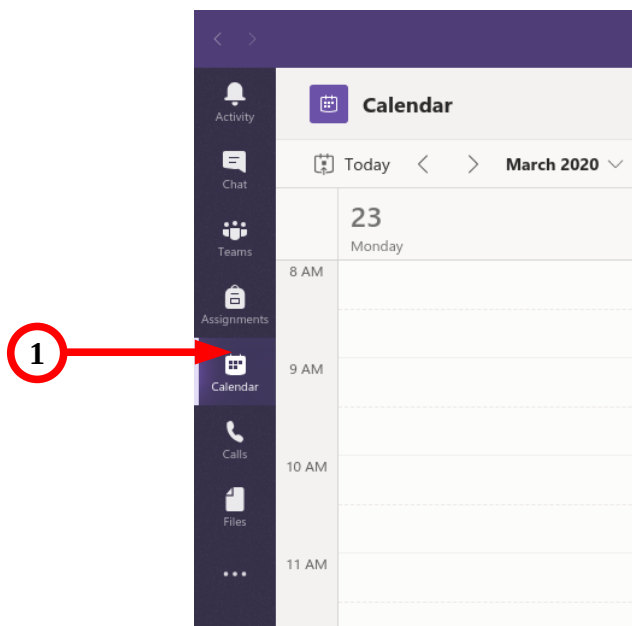 Activity
Chat
Teams
Assignments
1
Calendar
Calls
Files
Calendar
Today March 2020
23
Monday
8 AM
9 AM
10 AM
11 AM